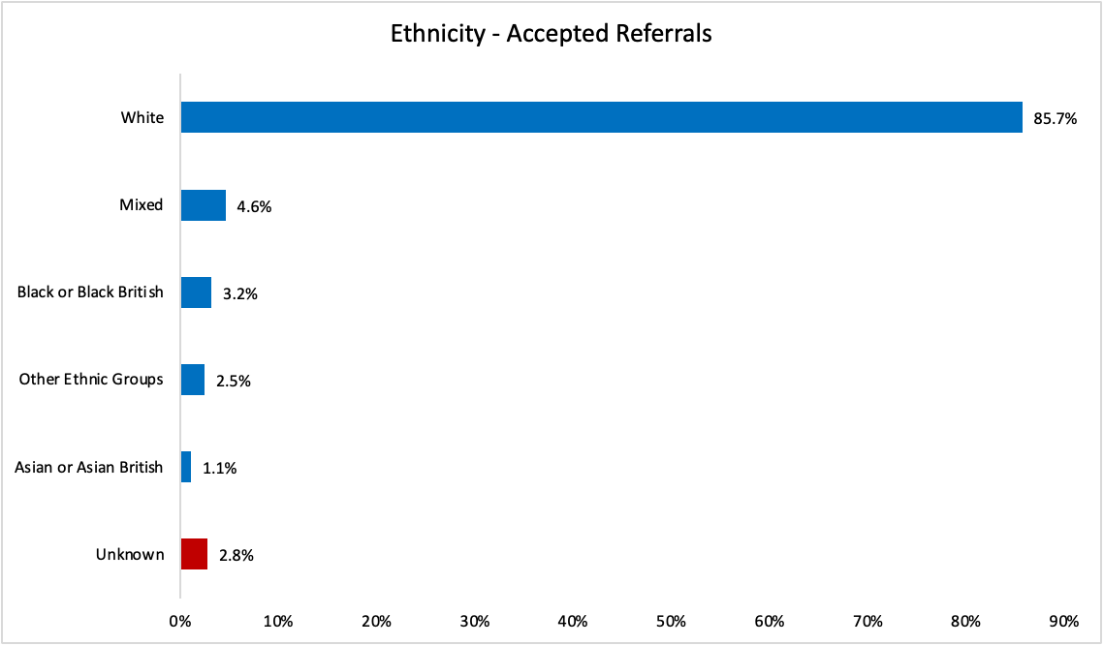 Ethnicity - Accepted Referrals
White
85.7%
Mixed
4.6%
Black or Black British
3.2%
Other Ethnic Groups
2.5%
Asian or Asian British
1.1%
Unknown
2.8%
0% 10% 20% 30% 40% 50% 60% 70% 80% 90%